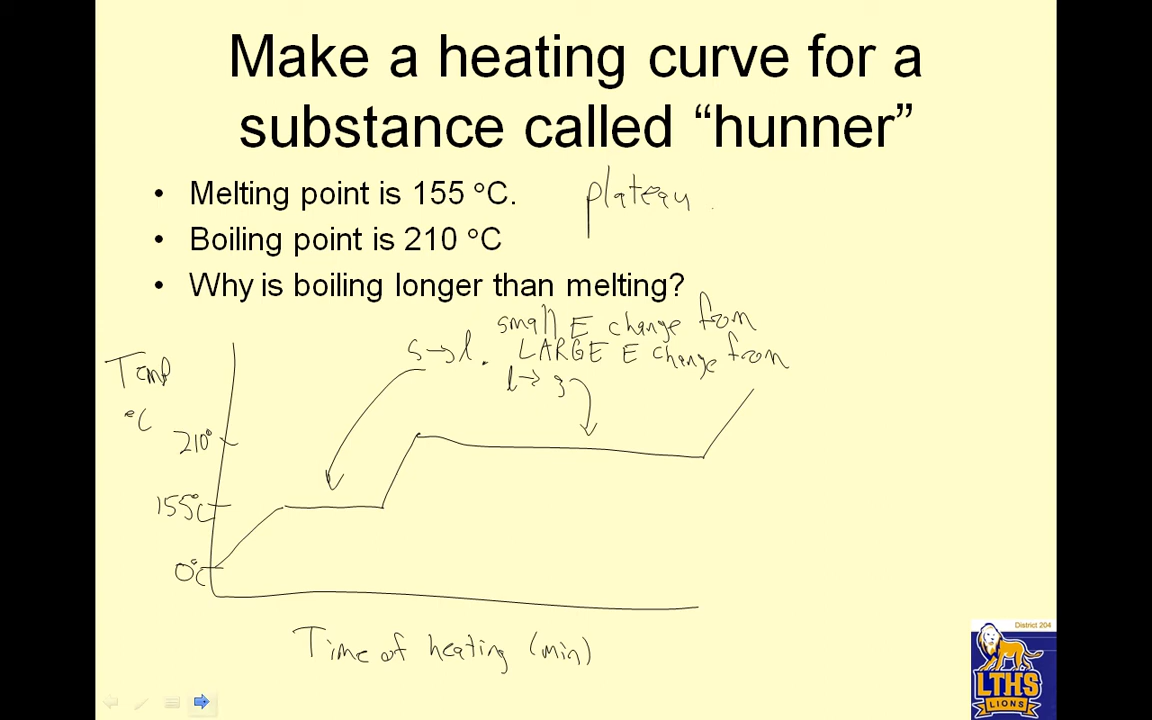 Make a heating curve for a
substance called “hunner”
• Melting point is 155 °C.
plateau
• Boiling point is 210 °C
• Why is boiling longer than melting?
small E change from
s→l. LARGE E change from
l→g
Temp
°C
210°
155°C
0°C
Time of heating (min)
District 204
LTHS
LIONS